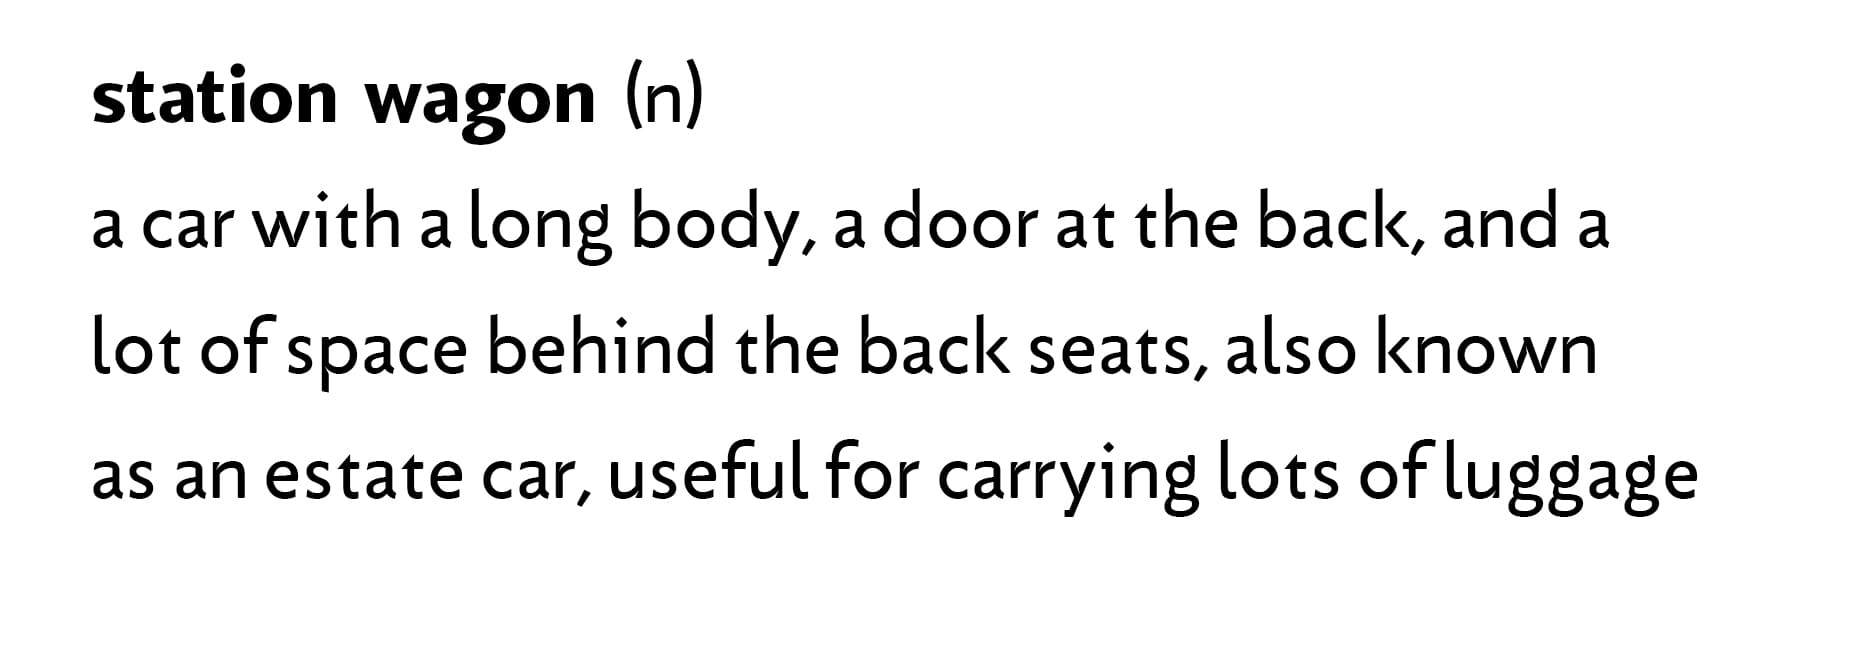 station wagon (n)
a car with a long body, a door at the back, and a
lot of space behind the back seats, also known
as an estate car, useful for carrying lots of luggage